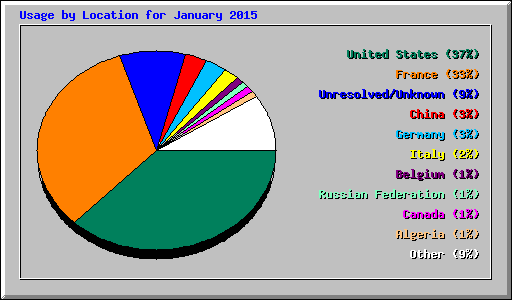 Usage by Location for January 2015
United States (37%)
France (33%)
Unresolved/Unknown (9%)
China (3%)
Germany (3%)
Italy (2%)
Belgium (1%)
Russian Federation (1%)
Canada (1%)
Algeria (1%)
Other (9%)